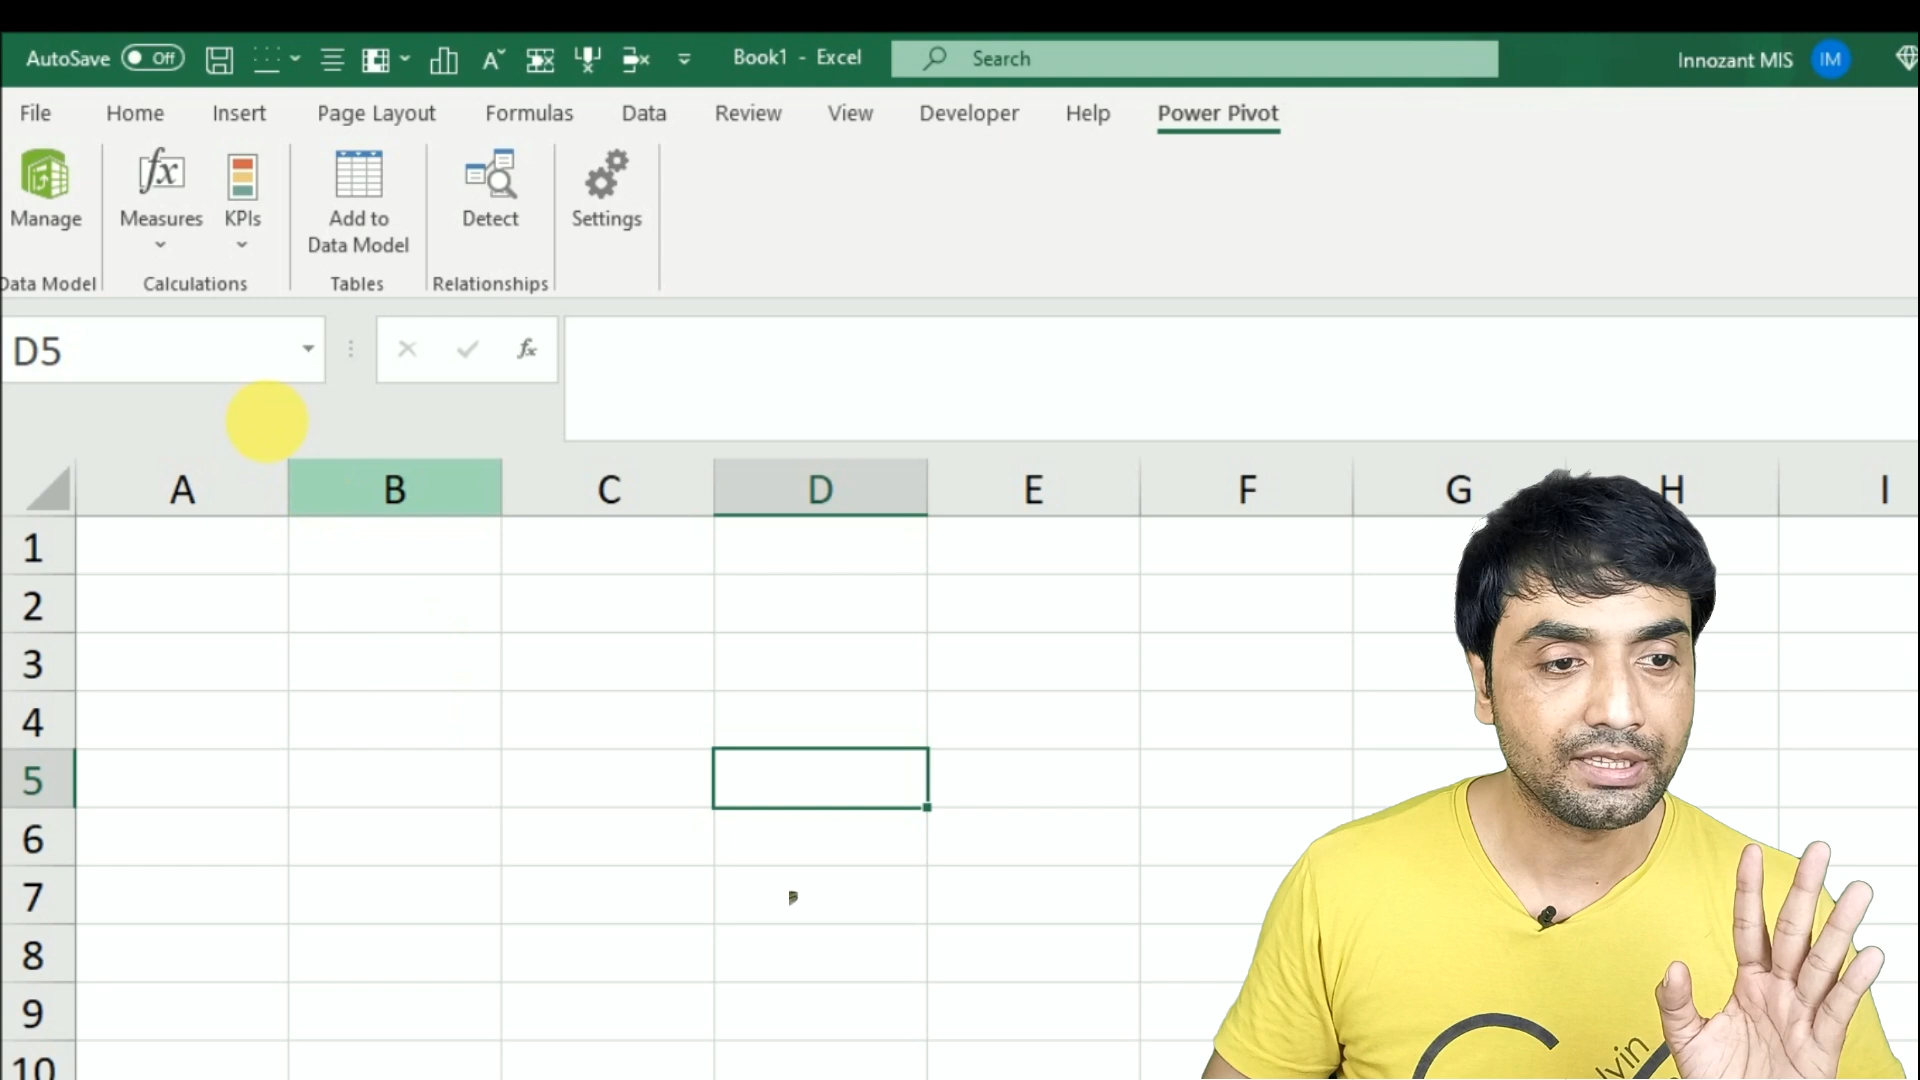 AutoSave Off Book1 - Excel Search Innozant MIS IM
File Home Insert Page Layout Formulas Data Review View Developer Help Power Pivot
Manage Measures KPIs Add to Data Model Detect Settings
Data Model Calculations Tables Relationships
D5 fx
A B C D E F G H I
1
2
3
4
5
6
7
8
9
10